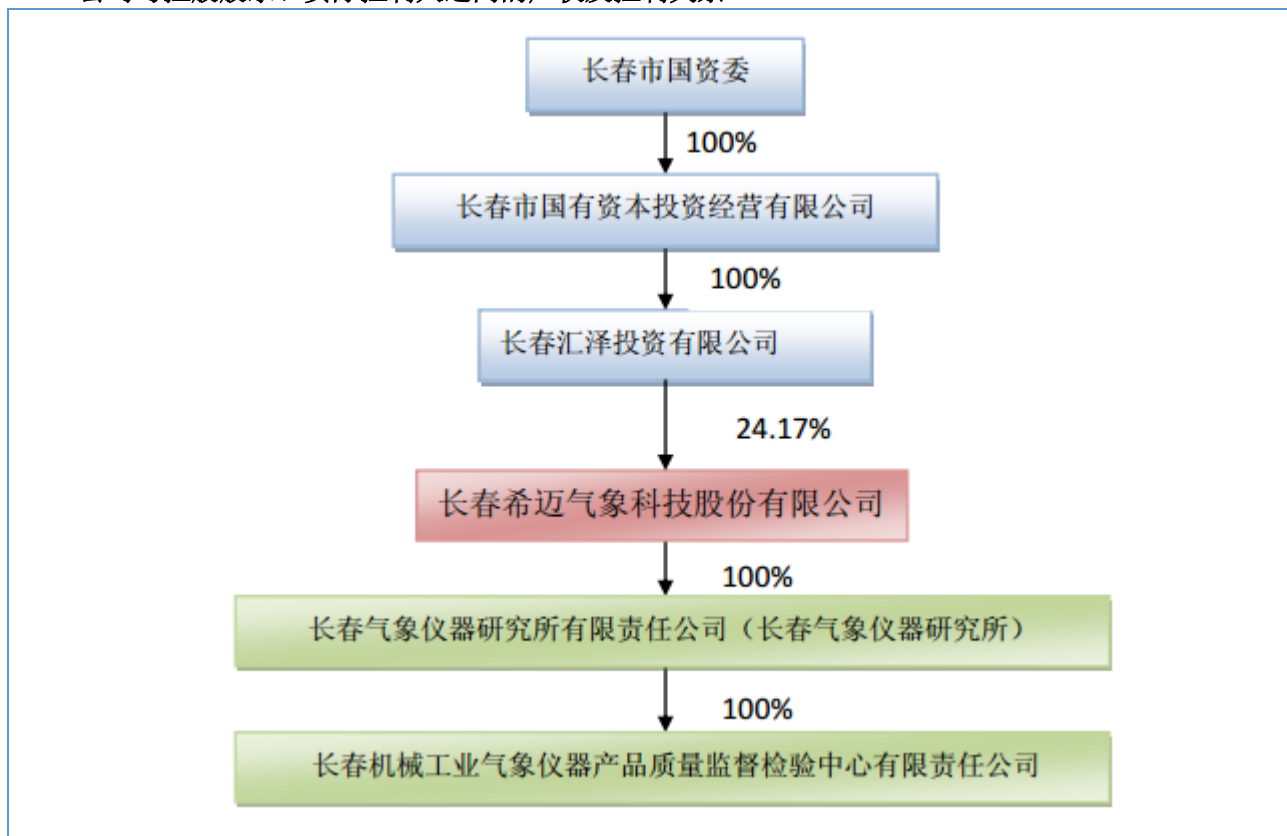 长春市国资委
100%
长春市国有资本投资经营有限公司
100%
长春汇泽投资有限公司
24.17%
长春希迈气象科技股份有限公司
100%
长春气象仪器研究所有限责任公司（长春气象仪器研究所）
100%
长春机械工业气象仪器产品质量监督检验中心有限责任公司